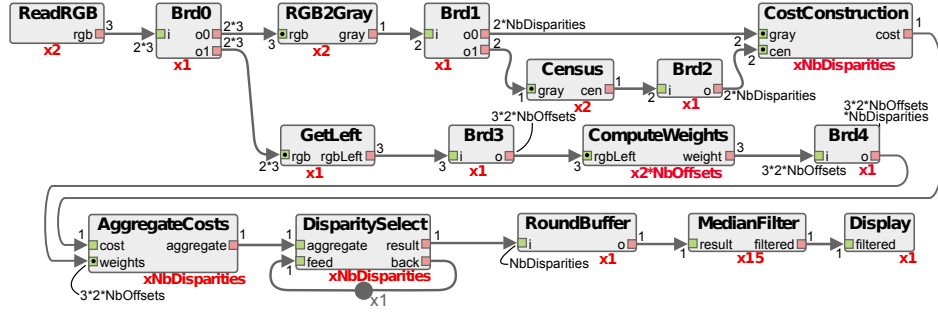 ReadRGB
rgb
3
x2
Brd0
2*3
i
o0
o1
2*3
2*3
x1
RGB2Gray
3
rgb
gray
1
x2
Brd1
2
i
o0
o1
2*NbDisparities
2
x1
Census
1
gray
cen
1
x2
Brd2
2
i
o
2*NbDisparities
x1
CostConstruction
2
gray
cost
1
2
cen
xNbDisparities
GetLeft
2*3
rgb
rgbLeft
3
x1
Brd3
3
i
o
3*2*NbOffsets
x1
ComputeWeights
3
rgbLeft
weight
3
x2*NbOffsets
Brd4
3*2*NbOffsets
i
o
3*2*NbOffsets
*NbDisparities
x1
AggregateCosts
1
cost
aggregate
1
weights
3*2*NbOffsets
xNbDisparities
DisparitySelect
1
aggregate
result
1
1
feed
back
1
xNbDisparities
x1
RoundBuffer
i
o
1
NbDisparities
x1
MedianFilter
1
result
filtered
1
x15
Display
1
filtered
x1